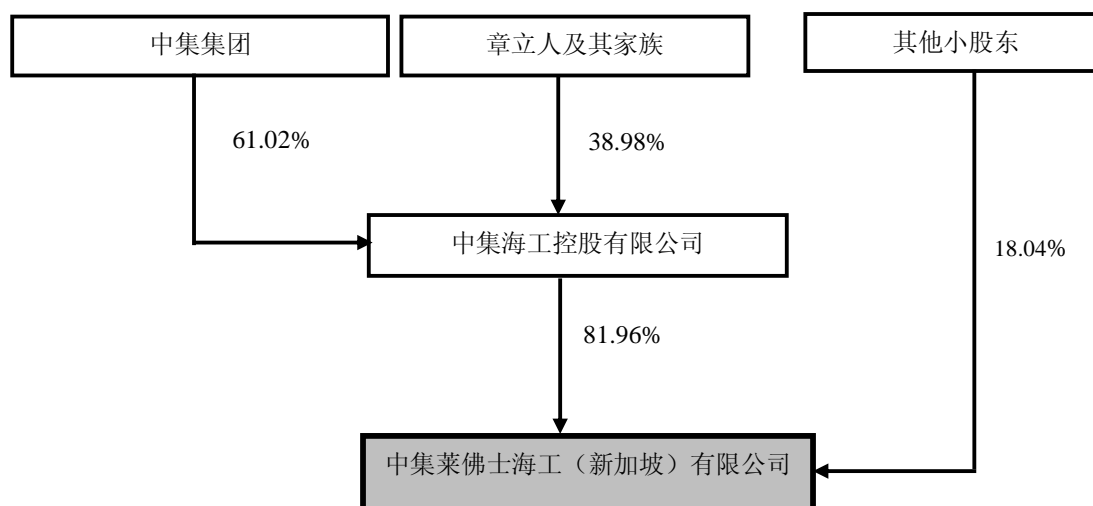 中集集团
章立人及其家族
其他小股东
61.02%
38.98%
中集海工控股有限公司
18.04%
81.96%
中集莱佛士海工（新加坡）有限公司